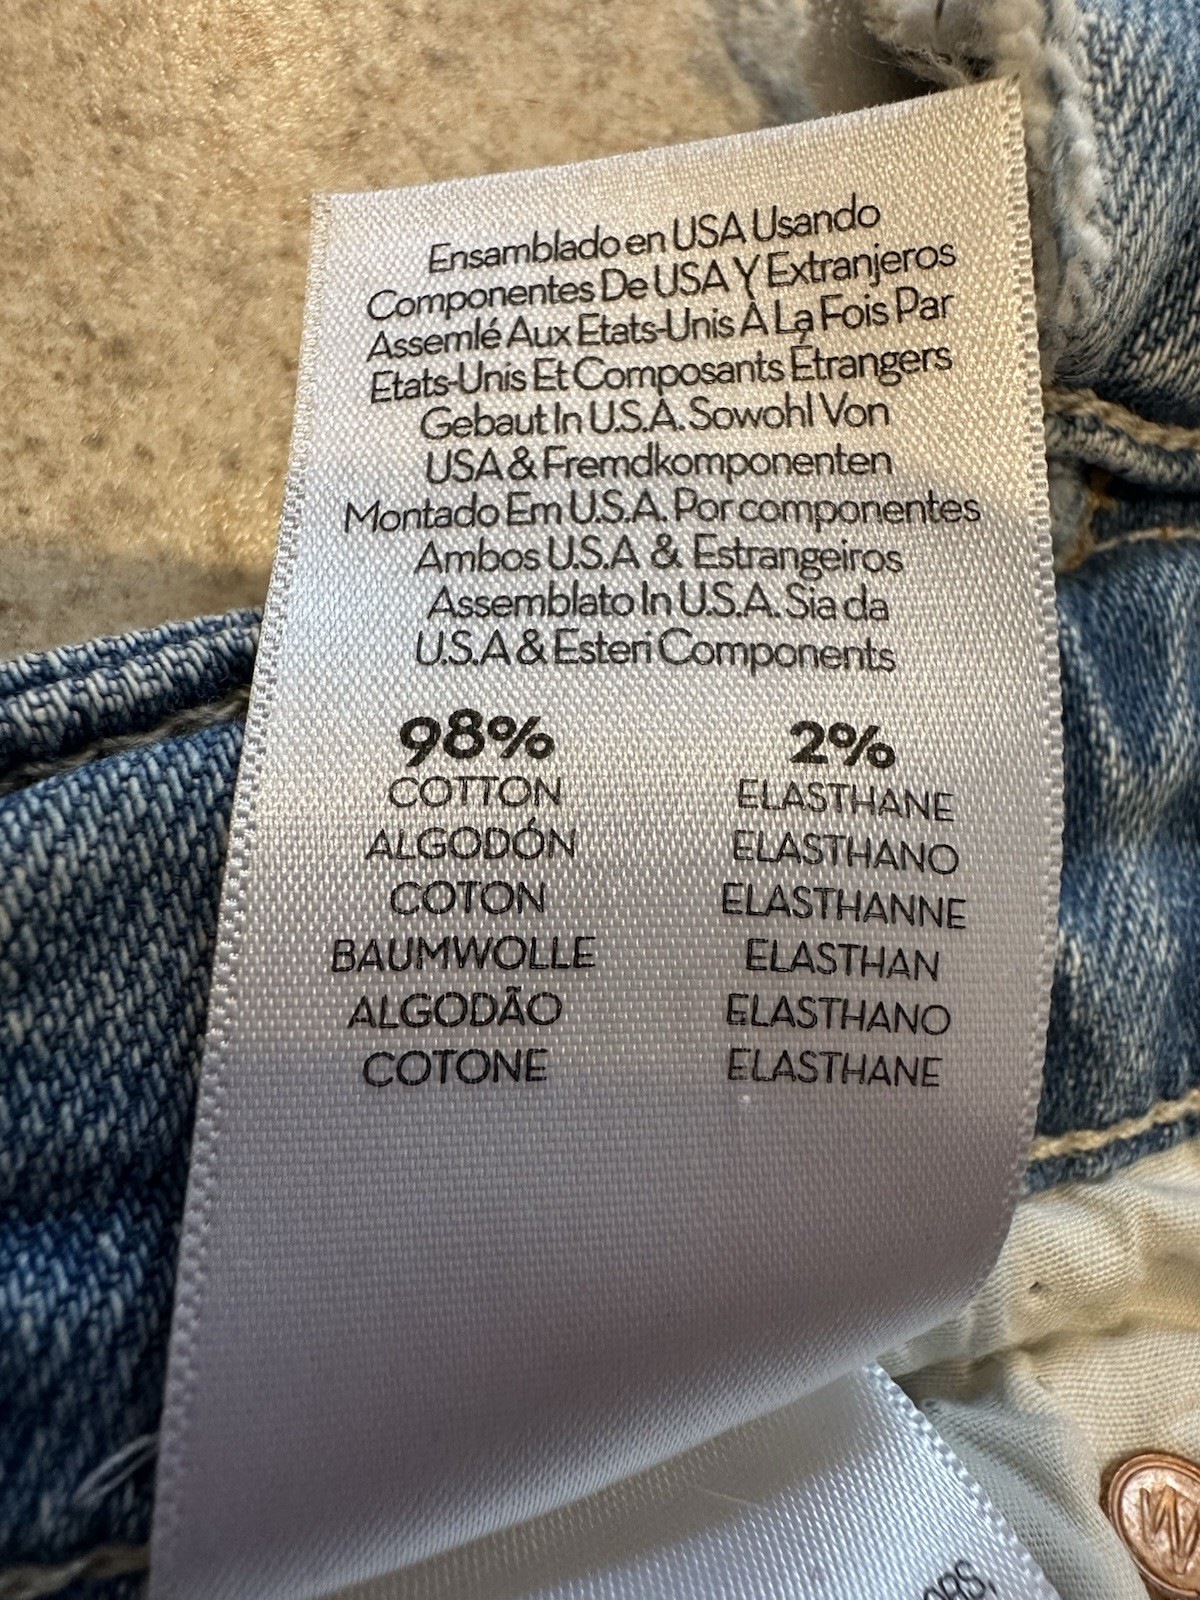 Ensamblado en USA Usando
Componentes De USA Y Extranjeros
Assemlé Aux Etats-Unis À La Fois Par
Etats-Unis Et Composants Étrangers
Gebaut In U.S.A. Sowohl Von
USA & Fremdkomponenten
Montado Em U.S.A. Por componentes
Ambos U.S.A & Estrangeiros
Assemblato In U.S.A. Sia da
U.S.A & Esteri Components
98% 2%
COTTON ELASTHANE
ALGODÓN ELASTHANO
COTON ELASTHANNE
BAUMWOLLE ELASTHAN
ALGODÃO ELASTHANO
COTONE ELASTHANE